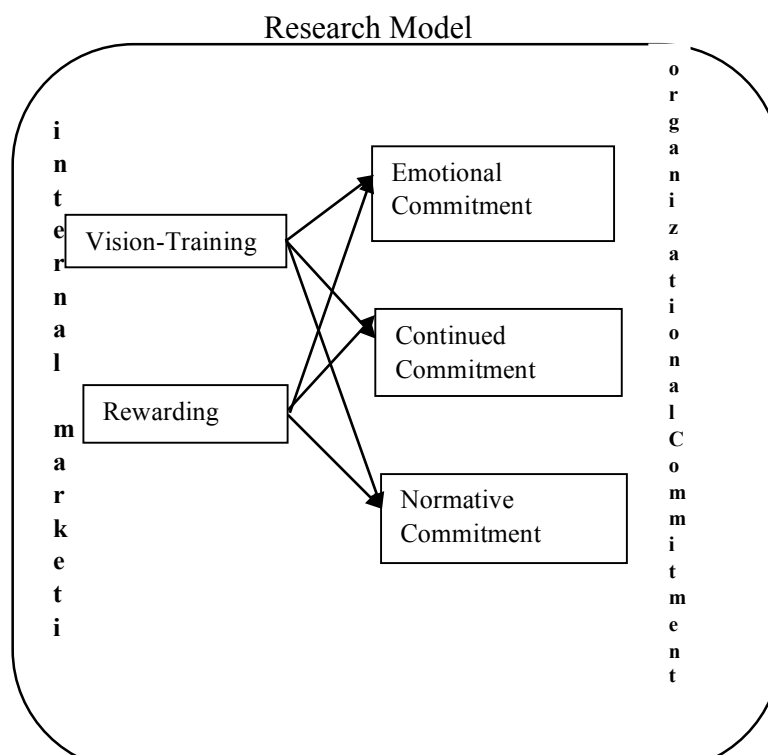 Research Model
internal marketi
Vision-Training
Rewarding
Emotional
Commitment
Continued
Commitment
Normative
Commitment
organizationalCommitment